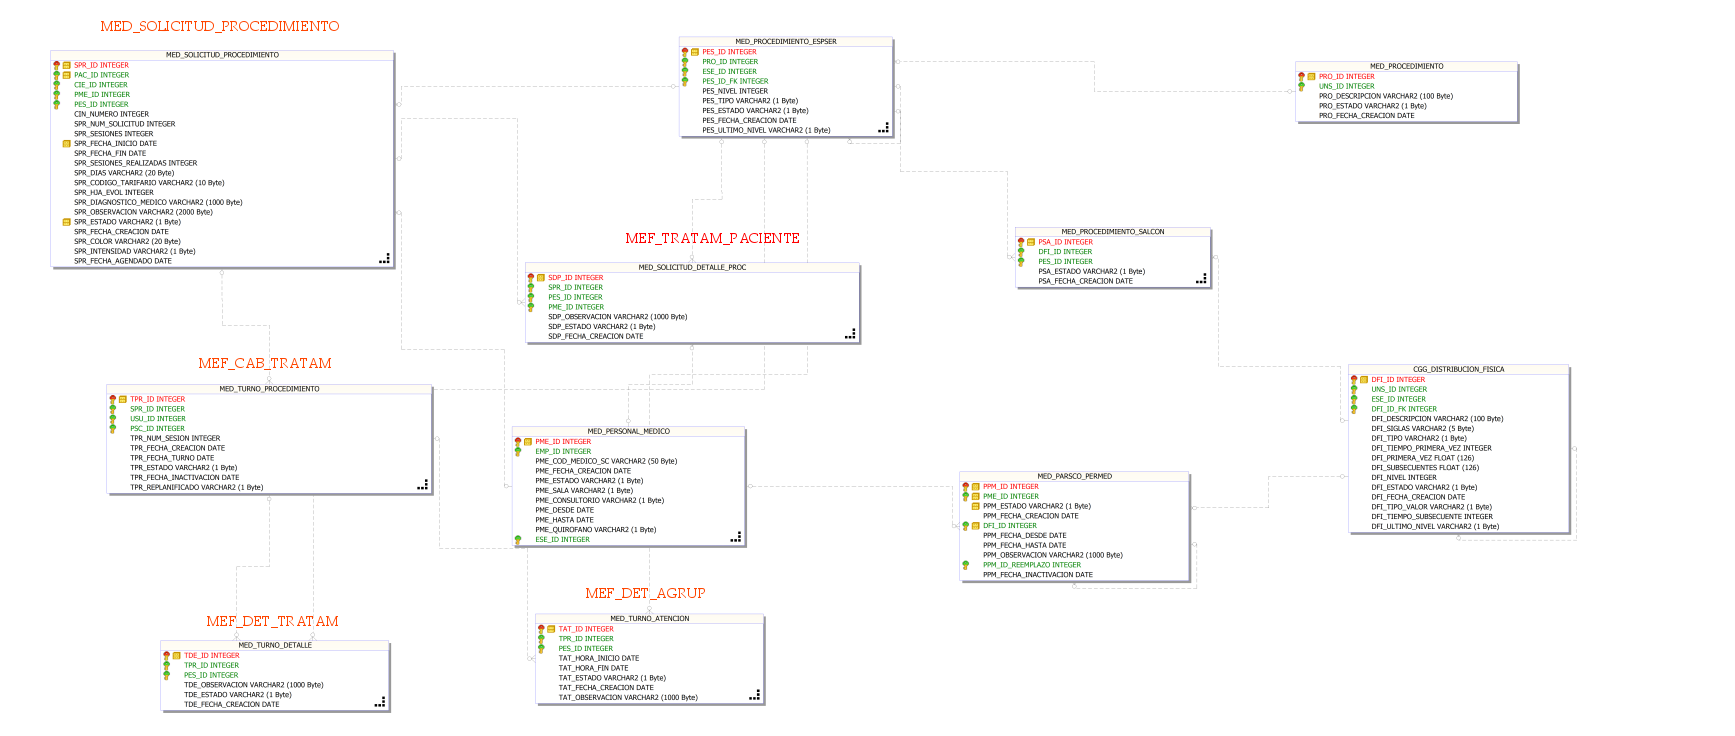 MED_SOLICITUD_PROCEDIMIENTO
MED_SOLICITUD_PROCEDIMIENTO
SPR_ID INTEGER
PAC_ID INTEGER
CIE_ID INTEGER
PME_ID INTEGER
PES_ID INTEGER
CIN_NUMERO INTEGER
SPR_NUM_SOLICITUD INTEGER
SPR_SESIONES INTEGER
SPR_FECHA_INICIO DATE
SPR_FECHA_FIN DATE
SPR_SESIONES_REALIZADAS INTEGER
SPR_DIAS VARCHAR2 (20 Byte)
SPR_CODIGO_TARIFARIO VARCHAR2 (10 Byte)
SPR_HJA_EVOL INTEGER
SPR_DIAGNOSTICO_MEDICO VARCHAR2 (1000 Byte)
SPR_OBSERVACION VARCHAR2 (2000 Byte)
SPR_ESTADO VARCHAR2 (1 Byte)
SPR_FECHA_CREACION DATE
SPR_COLOR VARCHAR2 (20 Byte)
SPR_INTENSIDAD VARCHAR2 (1 Byte)
SPR_FECHA_AGENDADO DATE
MED_PROCEDIMIENTO_ESPSER
PES_ID INTEGER
PRO_ID INTEGER
ESE_ID INTEGER
PES_ID_FK INTEGER
PES_NIVEL INTEGER
PES_TIPO VARCHAR2 (1 Byte)
PES_ESTADO VARCHAR2 (1 Byte)
PES_FECHA_CREACION DATE
PES_ULTIMO_NIVEL VARCHAR2 (1 Byte)
MED_PROCEDIMIENTO
PRO_ID INTEGER
UNS_ID INTEGER
PRO_DESCRIPCION VARCHAR2 (100 Byte)
PRO_ESTADO VARCHAR2 (1 Byte)
PRO_FECHA_CREACION DATE
MEF_TRATAM_PACIENTE
MED_SOLICITUD_DETALLE_PROC
SDP_ID INTEGER
SPR_ID INTEGER
PES_ID INTEGER
PME_ID INTEGER
SDP_OBSERVACION VARCHAR2 (1000 Byte)
SDP_ESTADO VARCHAR2 (1 Byte)
SDP_FECHA_CREACION DATE
MED_PROCEDIMIENTO_SALCON
PSA_ID INTEGER
DFI_ID INTEGER
PES_ID INTEGER
PSA_ESTADO VARCHAR2 (1 Byte)
PSA_FECHA_CREACION DATE
MEF_CAB_TRATAM
MED_TURNO_PROCEDIMIENTO
TPR_ID INTEGER
SPR_ID INTEGER
USU_ID INTEGER
PSC_ID INTEGER
TPR_NUM_SESION INTEGER
TPR_FECHA_CREACION DATE
TPR_FECHA_TURNO DATE
TPR_ESTADO VARCHAR2 (1 Byte)
TPR_FECHA_INACTIVACION DATE
TPR_REPLANIFICADO VARCHAR2 (1 Byte)
MED_PERSONAL_MEDICO
PME_ID INTEGER
EMP_ID INTEGER
PME_COD_MEDICO_SC VARCHAR2 (50 Byte)
PME_FECHA_CREACION DATE
PME_ESTADO VARCHAR2 (1 Byte)
PME_SALA VARCHAR2 (1 Byte)
PME_CONSULTORIO VARCHAR2 (1 Byte)
PME_DESDE DATE
PME_HASTA DATE
PME_QUIROFANO VARCHAR2 (1 Byte)
ESE_ID INTEGER
CGG_DISTRIBUCION_FISICA
DFI_ID INTEGER
UNS_ID INTEGER
ESE_ID INTEGER
DFI_ID_FK INTEGER
DFI_DESCRIPCION VARCHAR2 (100 Byte)
DFI_SIGLAS VARCHAR2 (5 Byte)
DFI_TIPO VARCHAR2 (1 Byte)
DFI_TIEMPO_PRIMERA_VEZ INTEGER
DFI_PRIMERA_VEZ FLOAT (126)
DFI_SUBSECUENTES FLOAT (126)
DFI_NIVEL INTEGER
DFI_ESTADO VARCHAR2 (1 Byte)
DFI_FECHA_CREACION DATE
DFI_TIPO_VALOR VARCHAR2 (1 Byte)
DFI_TIEMPO_SUBSECUENTE INTEGER
DFI_ULTIMO_NIVEL VARCHAR2 (1 Byte)
MED_PARSCO_PERMED
PPM_ID INTEGER
PME_ID INTEGER
PPM_ESTADO VARCHAR2 (1 Byte)
PPM_FECHA_CREACION DATE
DFI_ID INTEGER
PPM_FECHA_DESDE DATE
PPM_FECHA_HASTA DATE
PPM_OBSERVACION VARCHAR2 (1000 Byte)
PPM_ID_REEMPLAZO INTEGER
PPM_FECHA_INACTIVACION DATE
MEF_DET_TRATAM
MED_TURNO_DETALLE
TDE_ID INTEGER
TPR_ID INTEGER
PES_ID INTEGER
TDE_OBSERVACION VARCHAR2 (1000 Byte)
TDE_ESTADO VARCHAR2 (1 Byte)
TDE_FECHA_CREACION DATE
MEF_DET_AGRUP
MED_TURNO_ATENCION
TAT_ID INTEGER
TPR_ID INTEGER
PES_ID INTEGER
TAT_HORA_INICIO DATE
TAT_HORA_FIN DATE
TAT_ESTADO VARCHAR2 (1 Byte)
TAT_FECHA_CREACION DATE
TAT_OBSERVACION VARCHAR2 (1000 Byte)